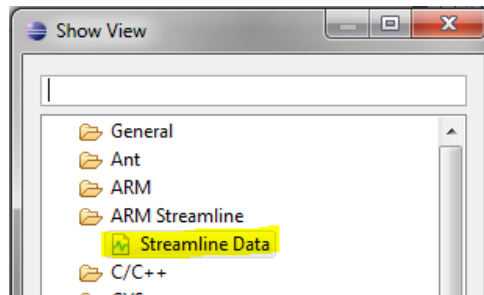 Show View
General
Ant
ARM
ARM Streamline
Streamline Data
C/C++